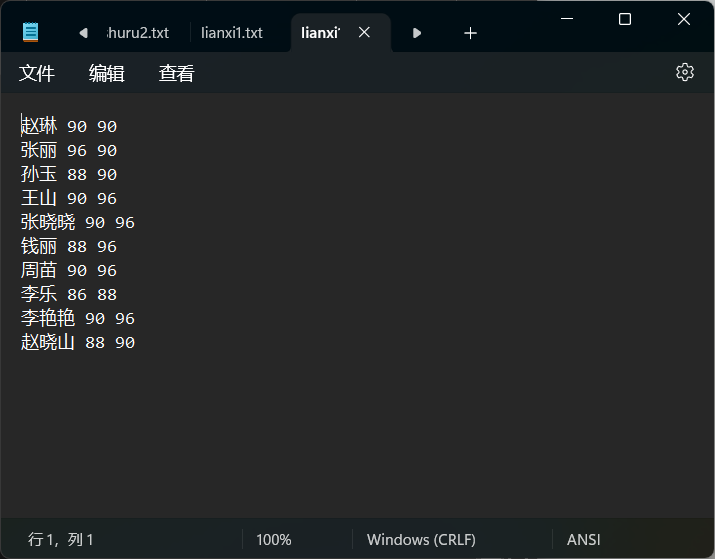 huru2.txt lianxi1.txt lianxi
文件 编辑 查看
赵琳 90 90
张丽 96 90
孙玉 88 90
王山 90 96
张晓晓 90 96
钱丽 88 96
周苗 90 96
李乐 86 88
李艳艳 90 96
赵晓山 88 90
行 1，列 1 100% Windows (CRLF) ANSI